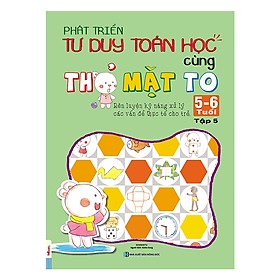 PHÁT TRIỂN
TƯ DUY TOÁN HỌC
cùng
THỎ MẶT TO
Rèn luyện kỹ năng xử lý
các vấn đề thực tế cho trẻ
5-6
Tuổi
Tập 5